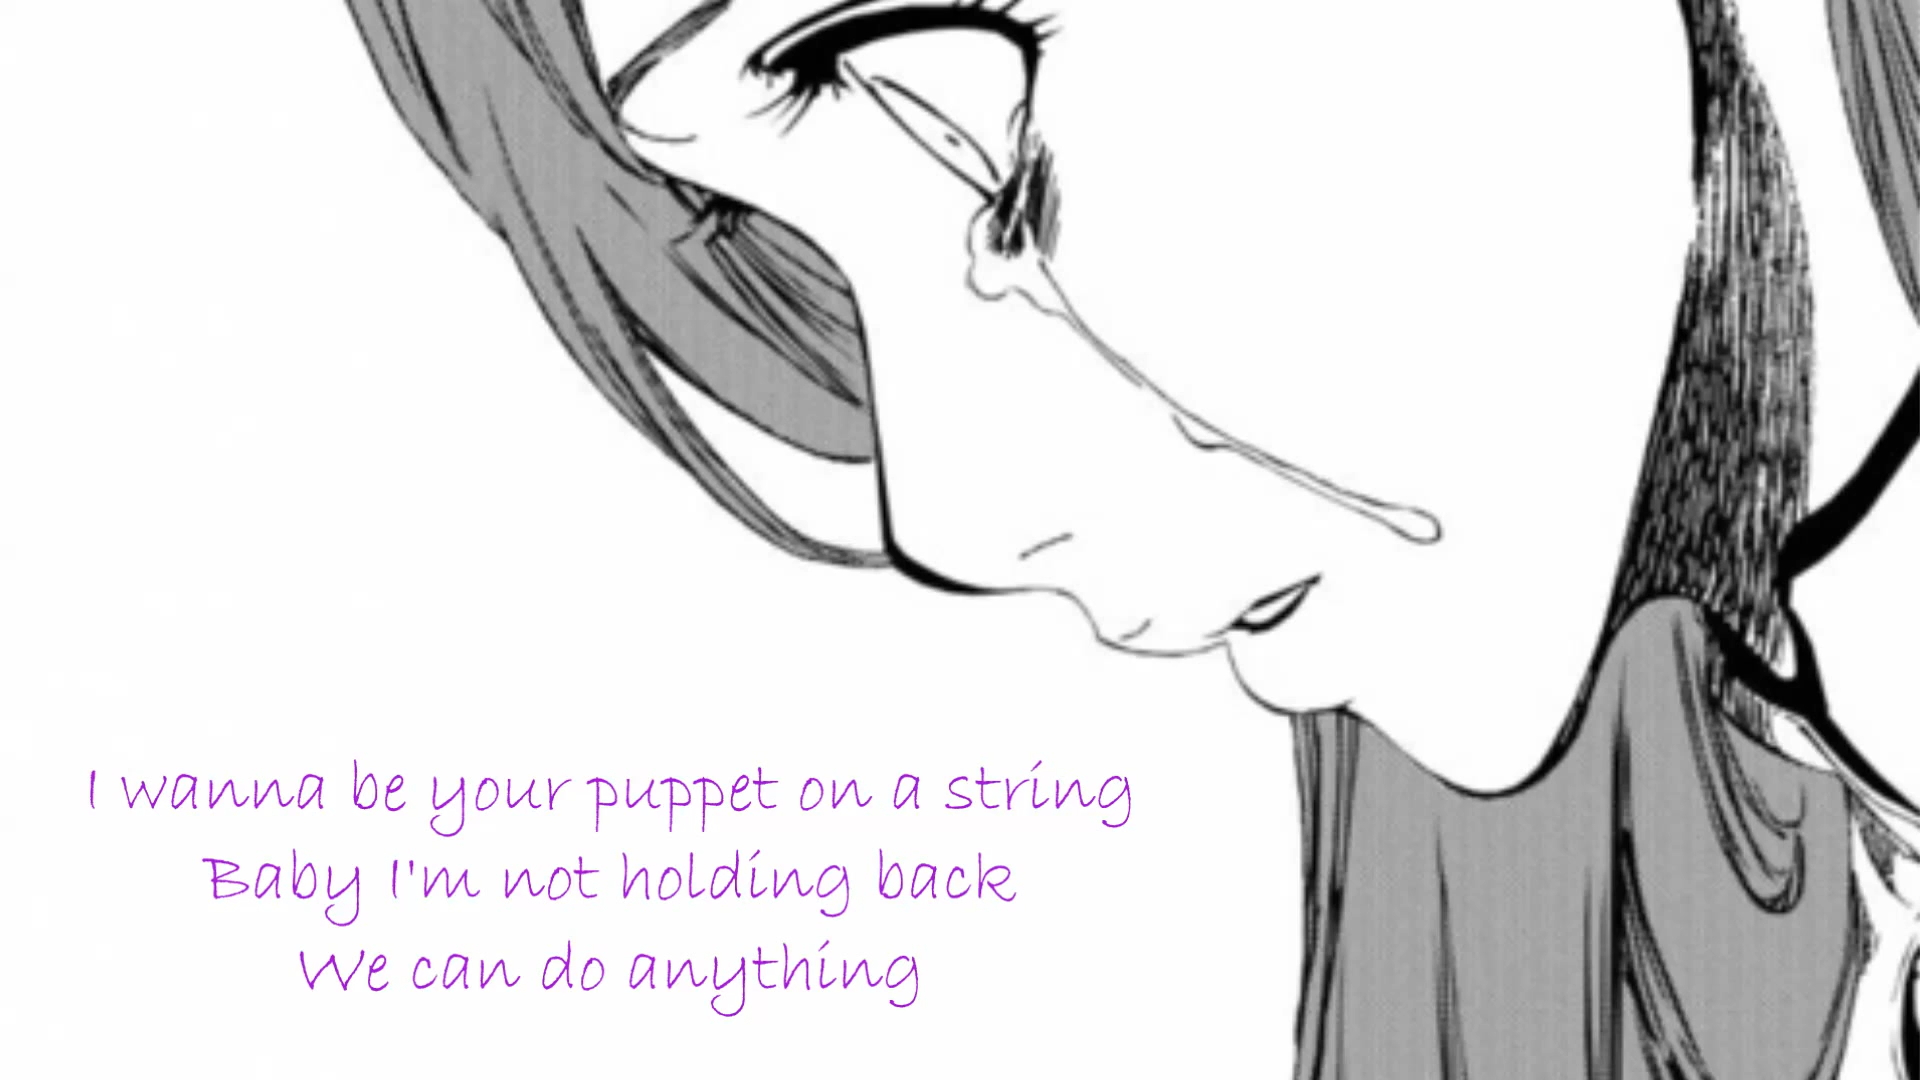 I wanna be your puppet on a string
Baby I'm not holding back
We can do anything